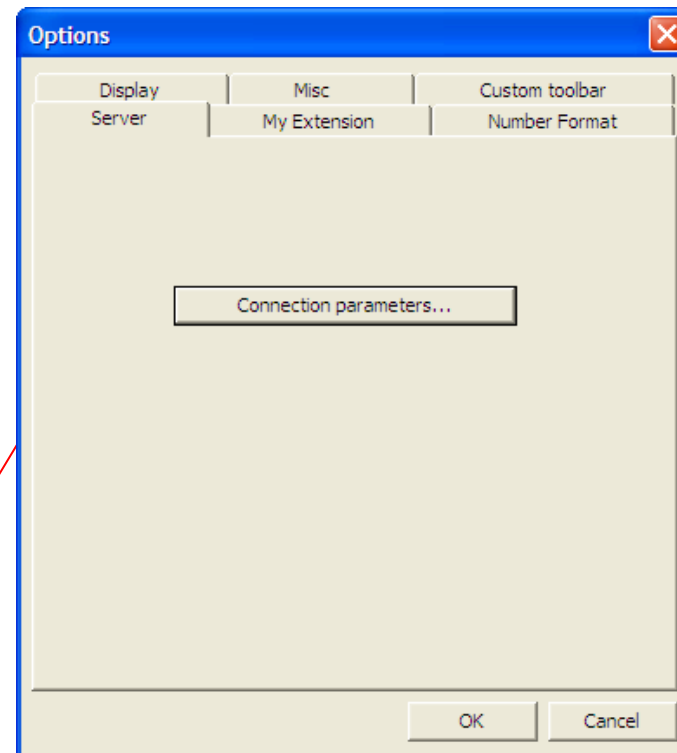 Options
Display Misc Custom toolbar
Server My Extension Number Format
Connection parameters...
OK Cancel